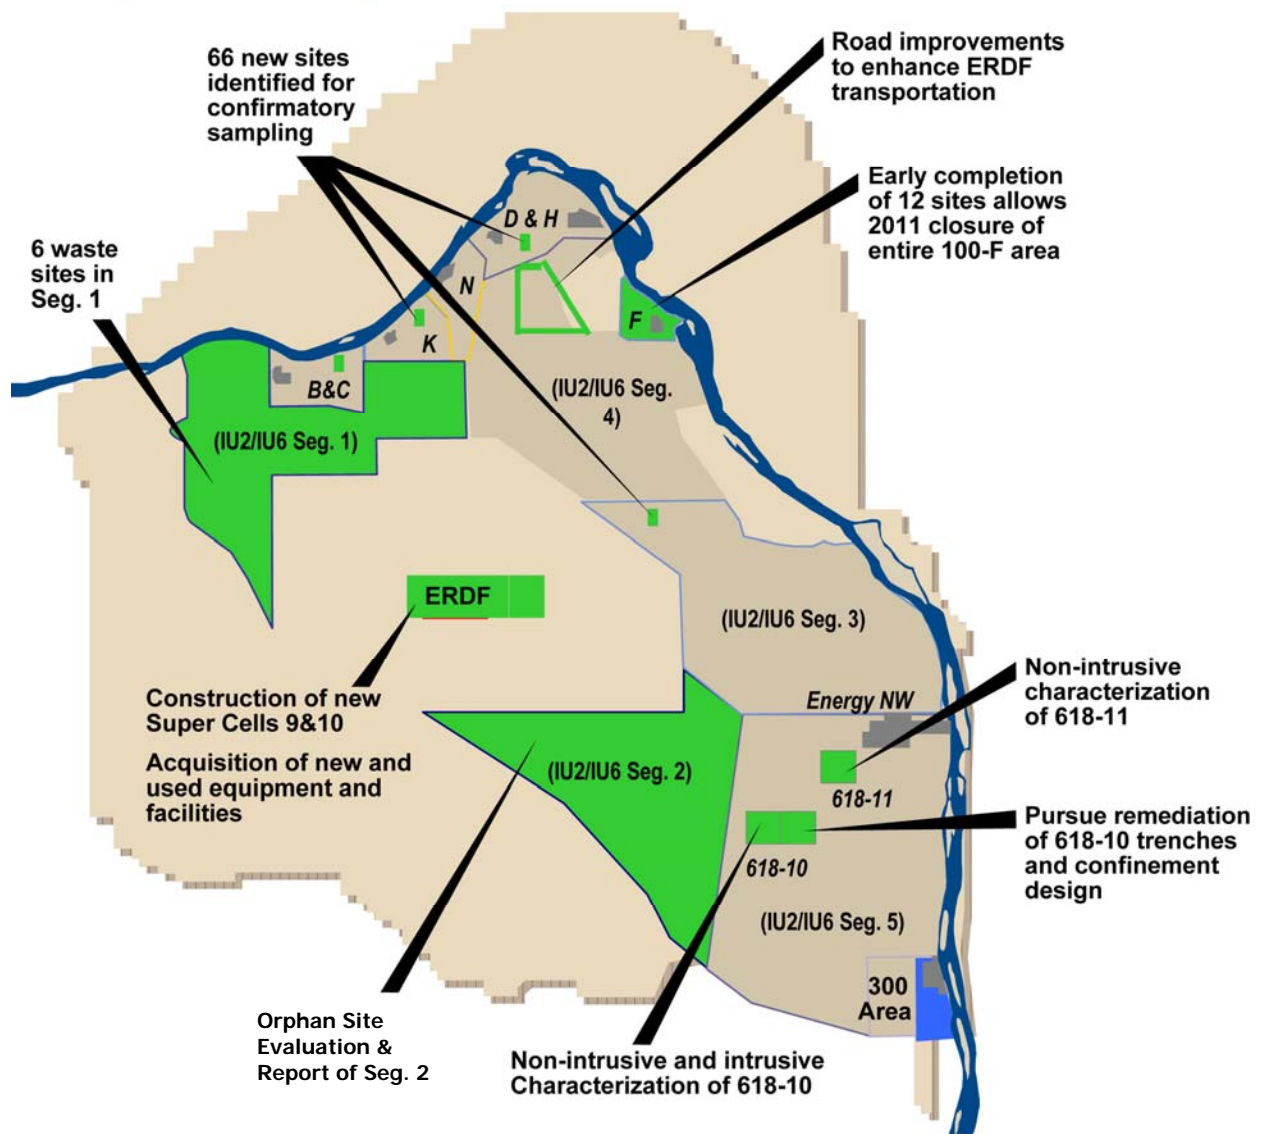 66 new sites
identified for
confirmatory
sampling
Road improvements
to enhance ERDF
transportation
Early completion
of 12 sites allows
2011 closure of
entire 100-F area
6 waste
sites in
Seg. 1
D & H
N
K
F
B&C
(IU2/IU6 Seg.
4)
(IU2/IU6 Seg. 1)
ERDF
(IU2/IU6 Seg. 3)
Construction of new
Super Cells 9&10
Acquisition of new and
used equipment and
facilities
Energy NW
Non-intrusive
characterization
of 618-11
(IU2/IU6 Seg. 2)
618-11
618-10
Pursue remediation
of 618-10 trenches
and confinement
design
(IU2/IU6 Seg. 5)
300
Area
Orphan Site
Evaluation &
Report of Seg. 2
Non-intrusive and intrusive
Characterization of 618-10